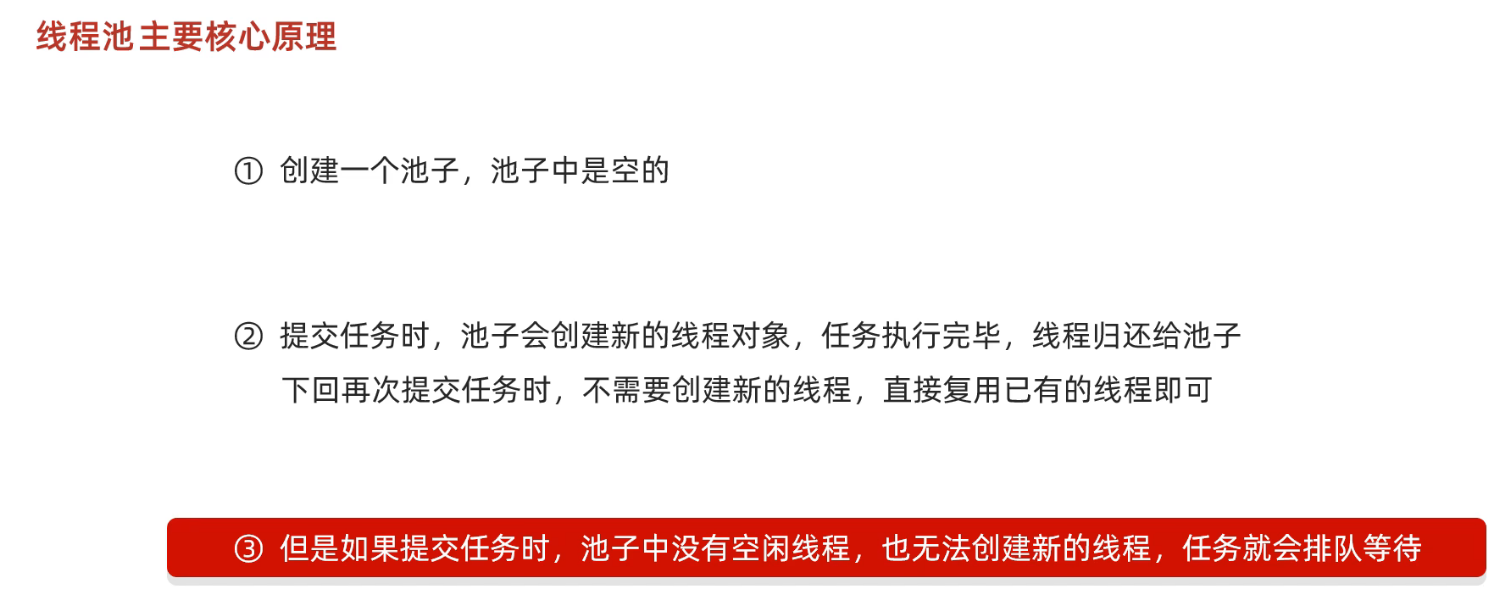 线程池主要核心原理
① 创建一个池子，池子中是空的
② 提交任务时，池子会创建新的线程对象，任务执行完毕，线程归还给池子
下回再次提交任务时，不需要创建新的线程，直接复用已有的线程即可
③ 但是如果提交任务时，池子中没有空闲线程，也无法创建新的线程，任务就会排队等待